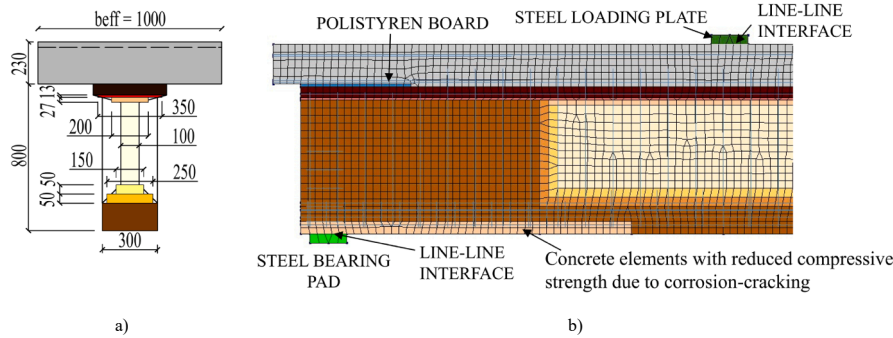 beff = 1000
230
13
27
350
200
100
800
150
250
50
50
300
a)
POLISTYREN BOARD
STEEL LOADING PLATE
LINE-LINE
INTERFACE
STEEL BEARING
PAD
LINE-LINE
INTERFACE
Concrete elements with reduced compressive
strength due to corrosion-cracking
b)